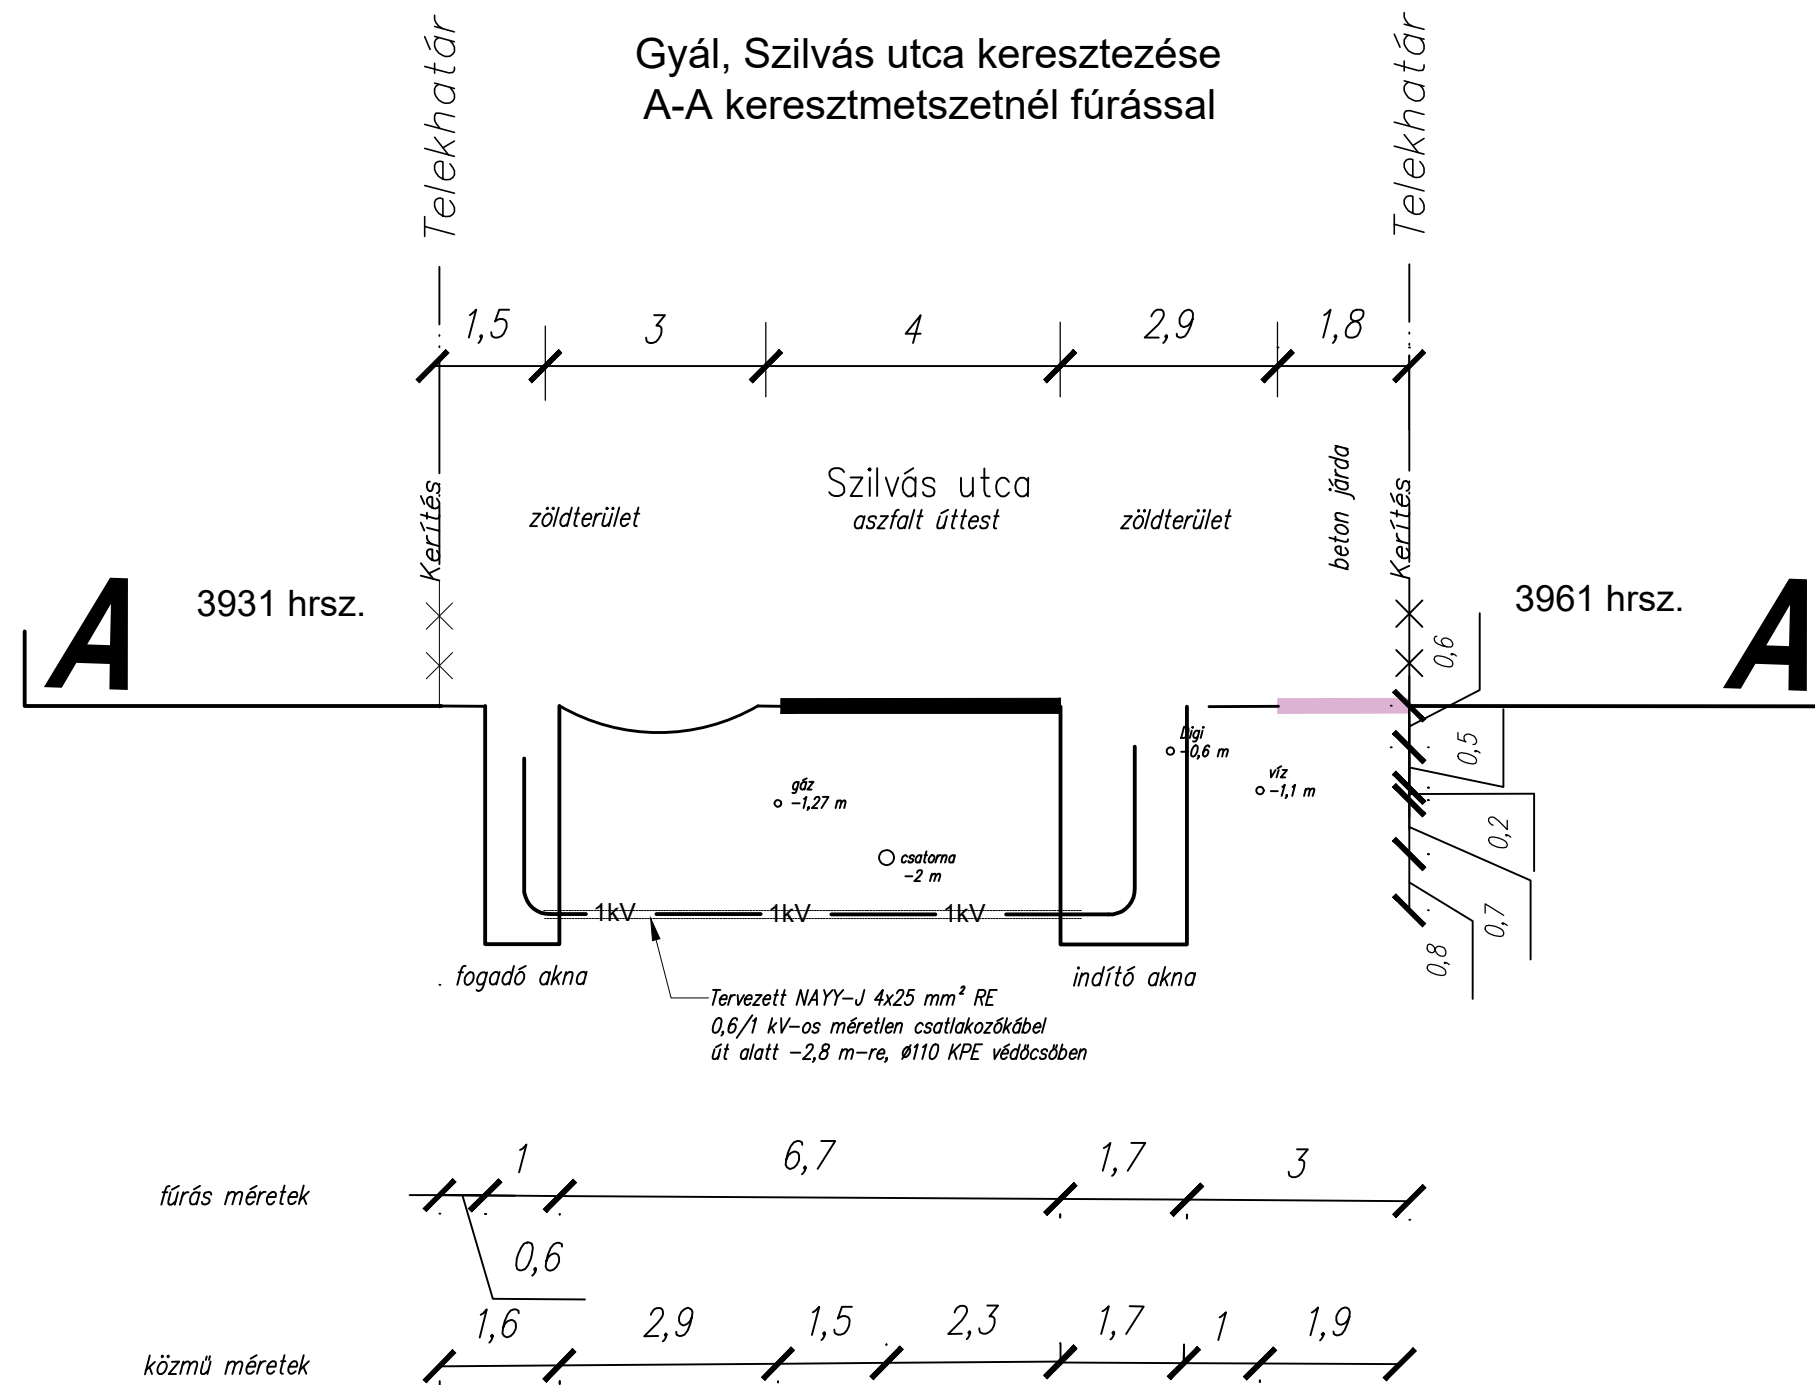 Gyál, Szilvás utca keresztezése
A-A keresztmetszetnél fúrással
Telekhatár
Telekhatár
1,5
3
4
2,9
1,8
Kerítés
zöldterület
Szilvás utca
aszfalt úttest
zöldterület
beton járda
Kerítés
A
3931 hrsz.
3961 hrsz.
A
0,6
0,5
0,2
0,7
0,8
Digi
-0,6 m
víz
-1,1 m
gáz
-1,27 m
csatorna
-2 m
1kV
1kV
1kV
fogadó akna
indító akna
Tervezett NAYY-J 4x25 mm² RE
0,6/1 kV-os méretlen csatlakozókábel
út alatt -2,8 m-re, ø110 KPE védőcsőben
fúrás méretek
1
6,7
1,7
3
0,6
közmű méretek
1,6
2,9
1,5
2,3
1,7
1
1,9